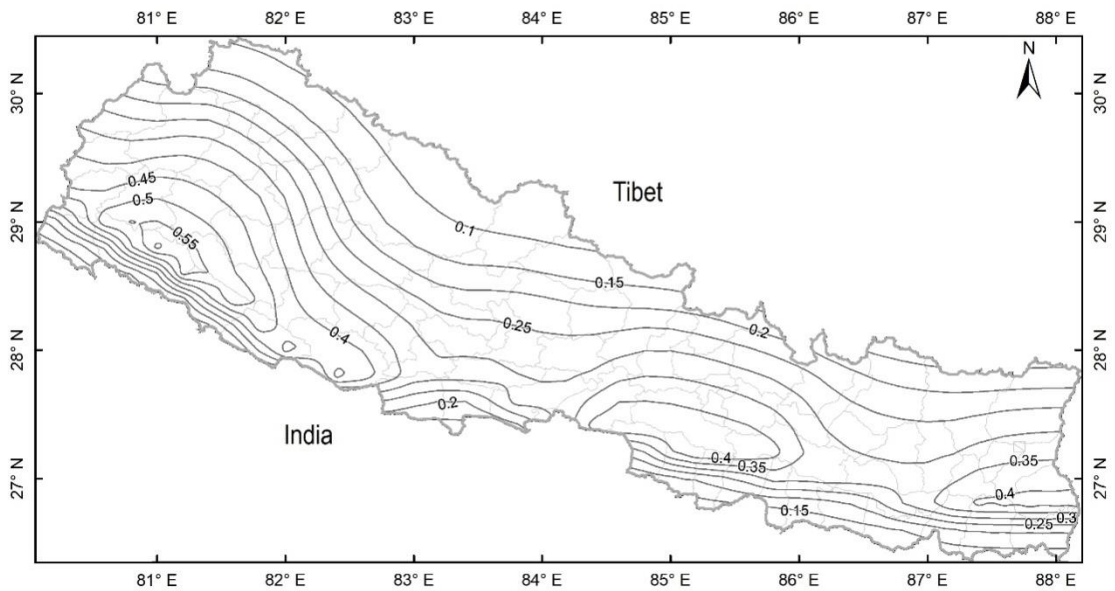 81° E 82° E 83° E 84° E 85° E 86° E 87° E 88° E
N
30° N 30° N
0.45
0.5
Tibet
29° N 29° N
0.55
0.1
0.15
0.4
0.25
0.2
28° N 28° N
0.2
India
0.4
0.35
0.35
27° N 27° N
0.4
0.15
0.25
0.3
81° E 82° E 83° E 84° E 85° E 86° E 87° E 88° E